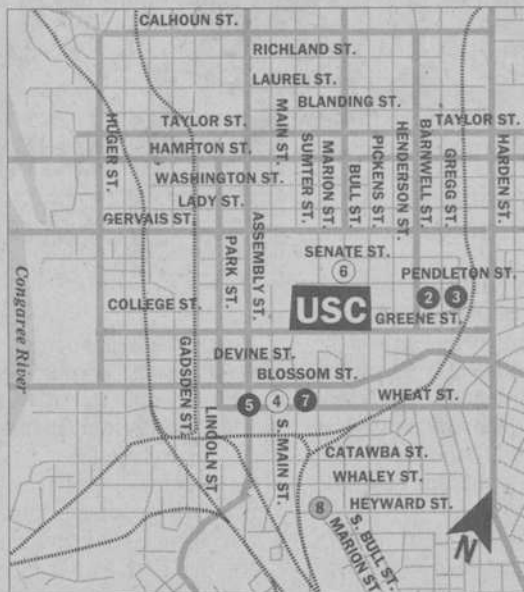 CALHOUN ST.
RICHLAND ST.
LAUREL ST.
BLANDING ST.
TAYLOR ST.
TAYLOR ST.
HUGER ST.
HAMPTON ST.
MAIN ST.
SUMTER ST.
MARION ST.
BULL ST.
PICKENS ST.
HENDERSON ST.
BARNWELL ST.
GREGG ST.
HARDEN ST.
WASHINGTON ST.
LADY ST.
GERVAIS ST.
PARK ST.
ASSEMBLY ST.
SENATE ST.
6
PENDLETON ST.
2
3
Congaree River
COLLEGE ST.
USC
GREENE ST.
GADSDEN ST.
DEVINE ST.
BLOSSOM ST.
5
4
7
WHEAT ST.
LINCOLN ST
S. MAIN ST.
CATAWBA ST.
WHALEY ST.
8
HEYWARD ST.
S. BULL ST.
MARION ST
N